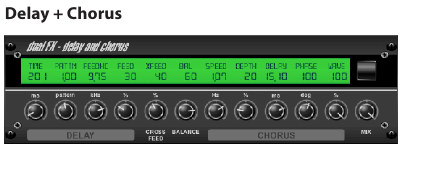 Delay + Chorus
dual FX - delay and chorus
TIME PATTN FEEDHC FEED XFEED BAL SPEED DEPTH DELAY PHASE WAVE
201 1,00 9,75 30 40 60 1,07 20 15,10 100 100
ms pattern kHz % % Hz % ms deg %
DELAY CROSS FEED BALANCE CHORUS MIX